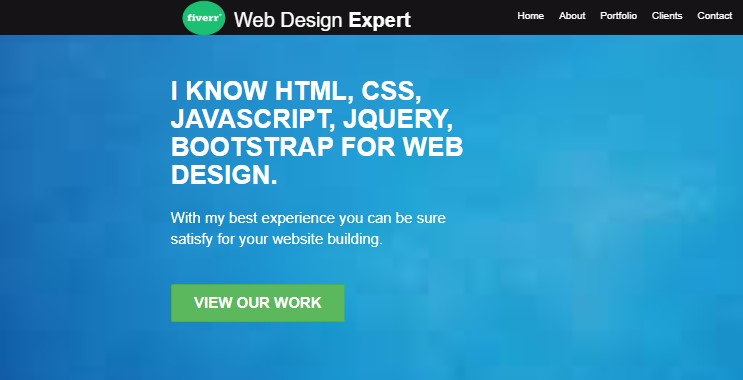 fiverr Web Design Expert Home About Portfolio Clients Contact
I KNOW HTML, CSS,
JAVASCRIPT, JQUERY,
BOOTSTRAP FOR WEB
DESIGN.
With my best experience you can be sure
satisfy for your website building.
VIEW OUR WORK